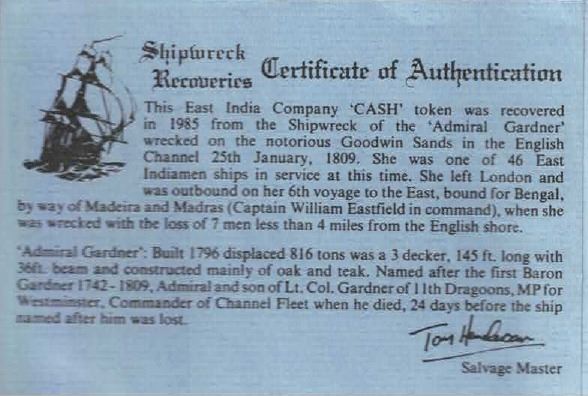 Shipwreck Recoveries Certificate of Authentication
This East India Company 'CASH' token was recovered
in 1985 from the Shipwreck of the 'Admiral Gardner'
wrecked on the notorious Goodwin Sands in the English
Channel 25th January, 1809. She was one of 46 East
Indiamen ships in service at this time. She left London and
was outbound on her 6th voyage to the East, bound for Bengal,
by way of Madeira and Madras (Captain William Eastfield in command), when she
was wrecked with the loss of 7 men less than 4 miles from the English shore.
'Admiral Gardner': Built 1796 displaced 816 tons was a 3 decker, 145 ft. long with
36ft. beam and constructed mainly of oak and teak. Named after the first Baron
Gardner 1742-1809, Admiral and son of Lt. Col. Gardner of 11th Dragoons, MP for
Westminster, Commander of Channel Fleet when he died, 24 days before the ship
named after him was lost.
Salvage Master